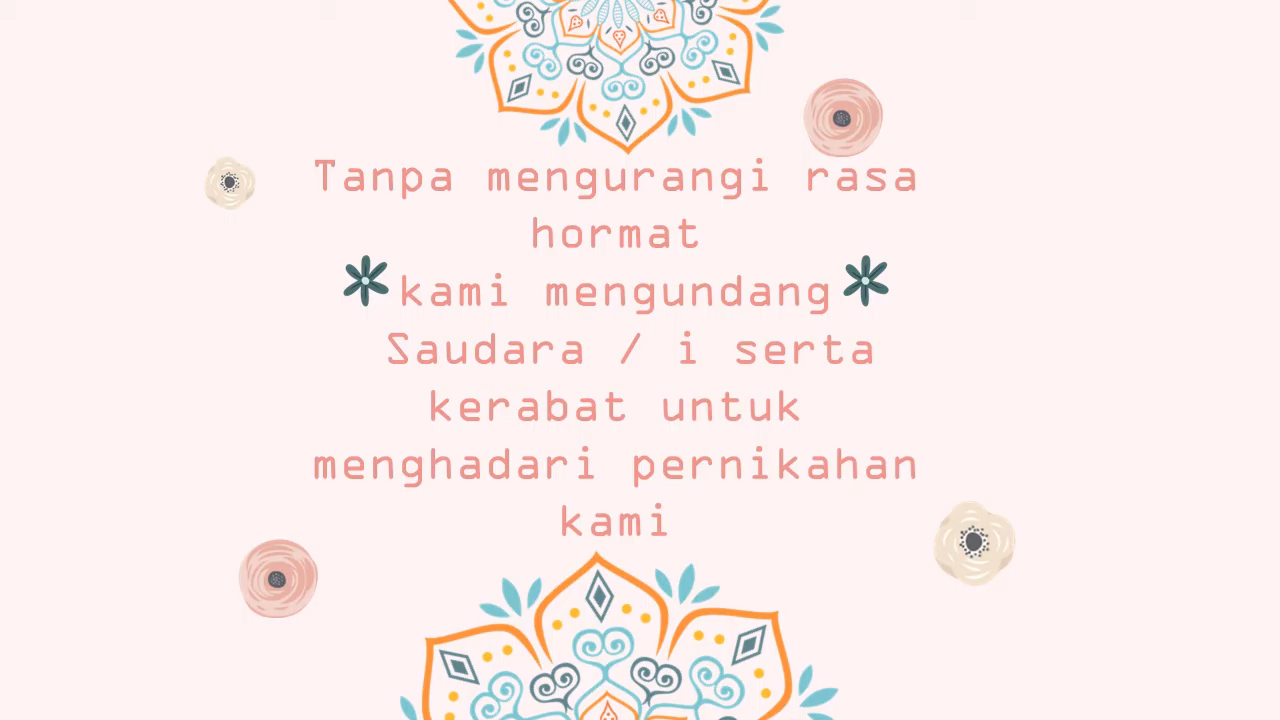 Tanpa mengurangi rasa
hormat
kami mengundang
Saudara / i serta
kerabat untuk
menghadari pernikahan
kami